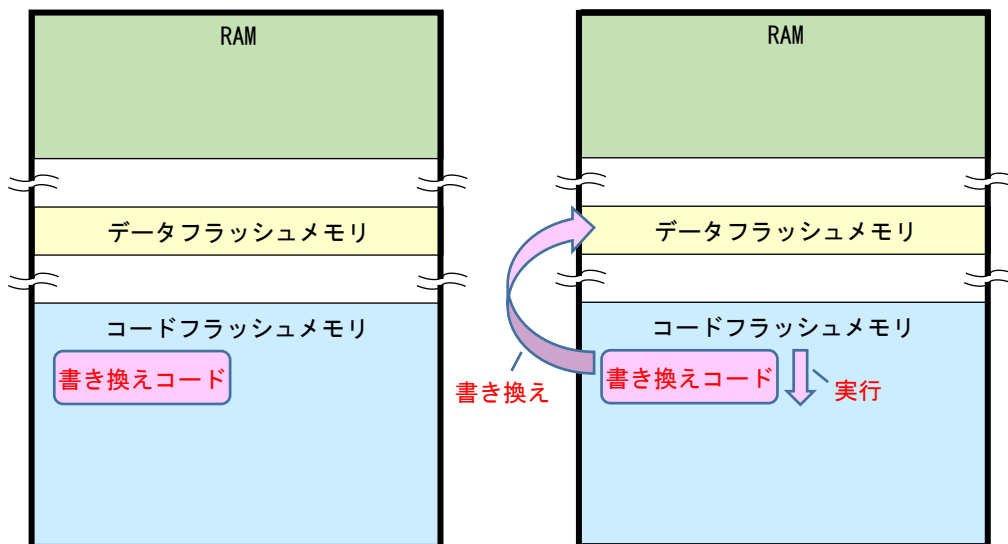 RAM
データフラッシュメモリ
コードフラッシュメモリ
書き換えコード
RAM
データフラッシュメモリ
コードフラッシュメモリ
書き換えコード
書き換え
実行